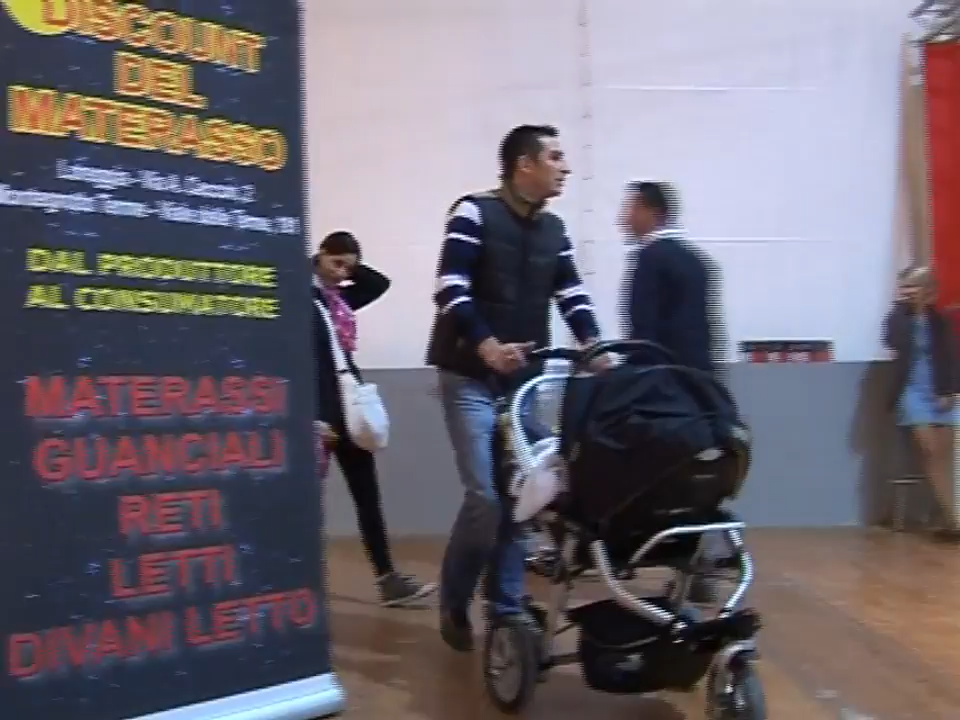 DISCOUNT
DEL
MATERASSO
DAL PRODUTTORE
AL CONSUMATORE
MATERASSI
GUANCIALI
RETI
LETTI
DIVANI LETTO